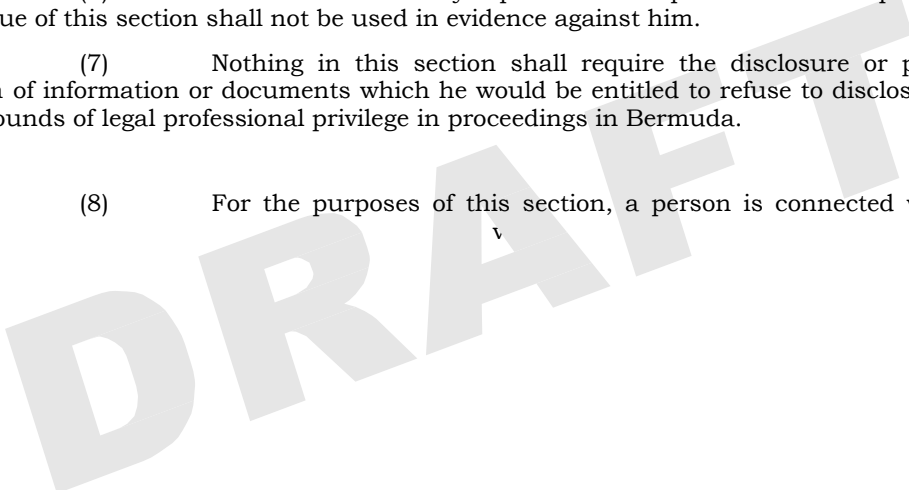 ue of this section shall not be used in evidence against him.
(7) Nothing in this section shall require the disclosure or p
n of information or documents which he would be entitled to refuse to disclos
ounds of legal professional privilege in proceedings in Bermuda.
(8) For the purposes of this section, a person is connected
DRAFT